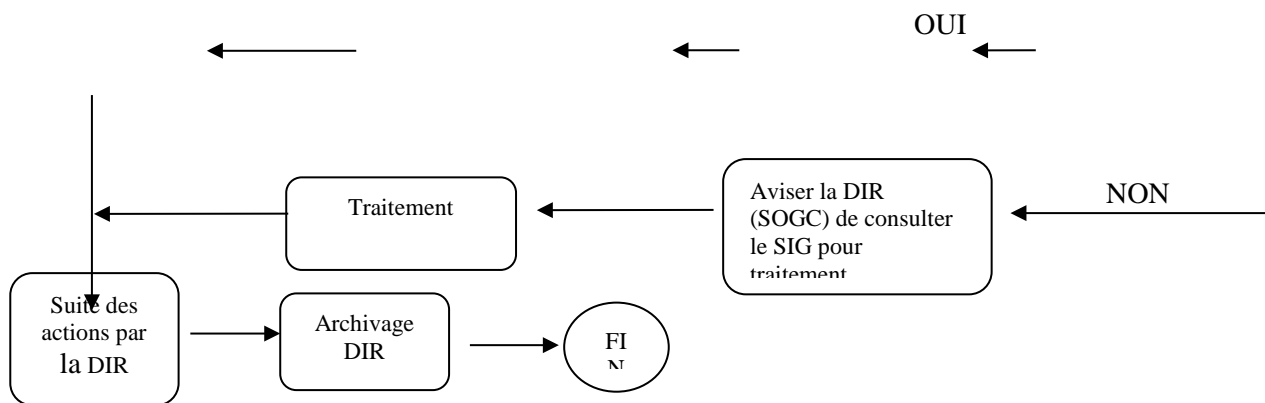 OUI
Traitement
Aviser la DIR
(SOGC) de consulter
le SIG pour
traitement
NON
Suite des
actions par
la DIR
Archivage
DIR
FI
N